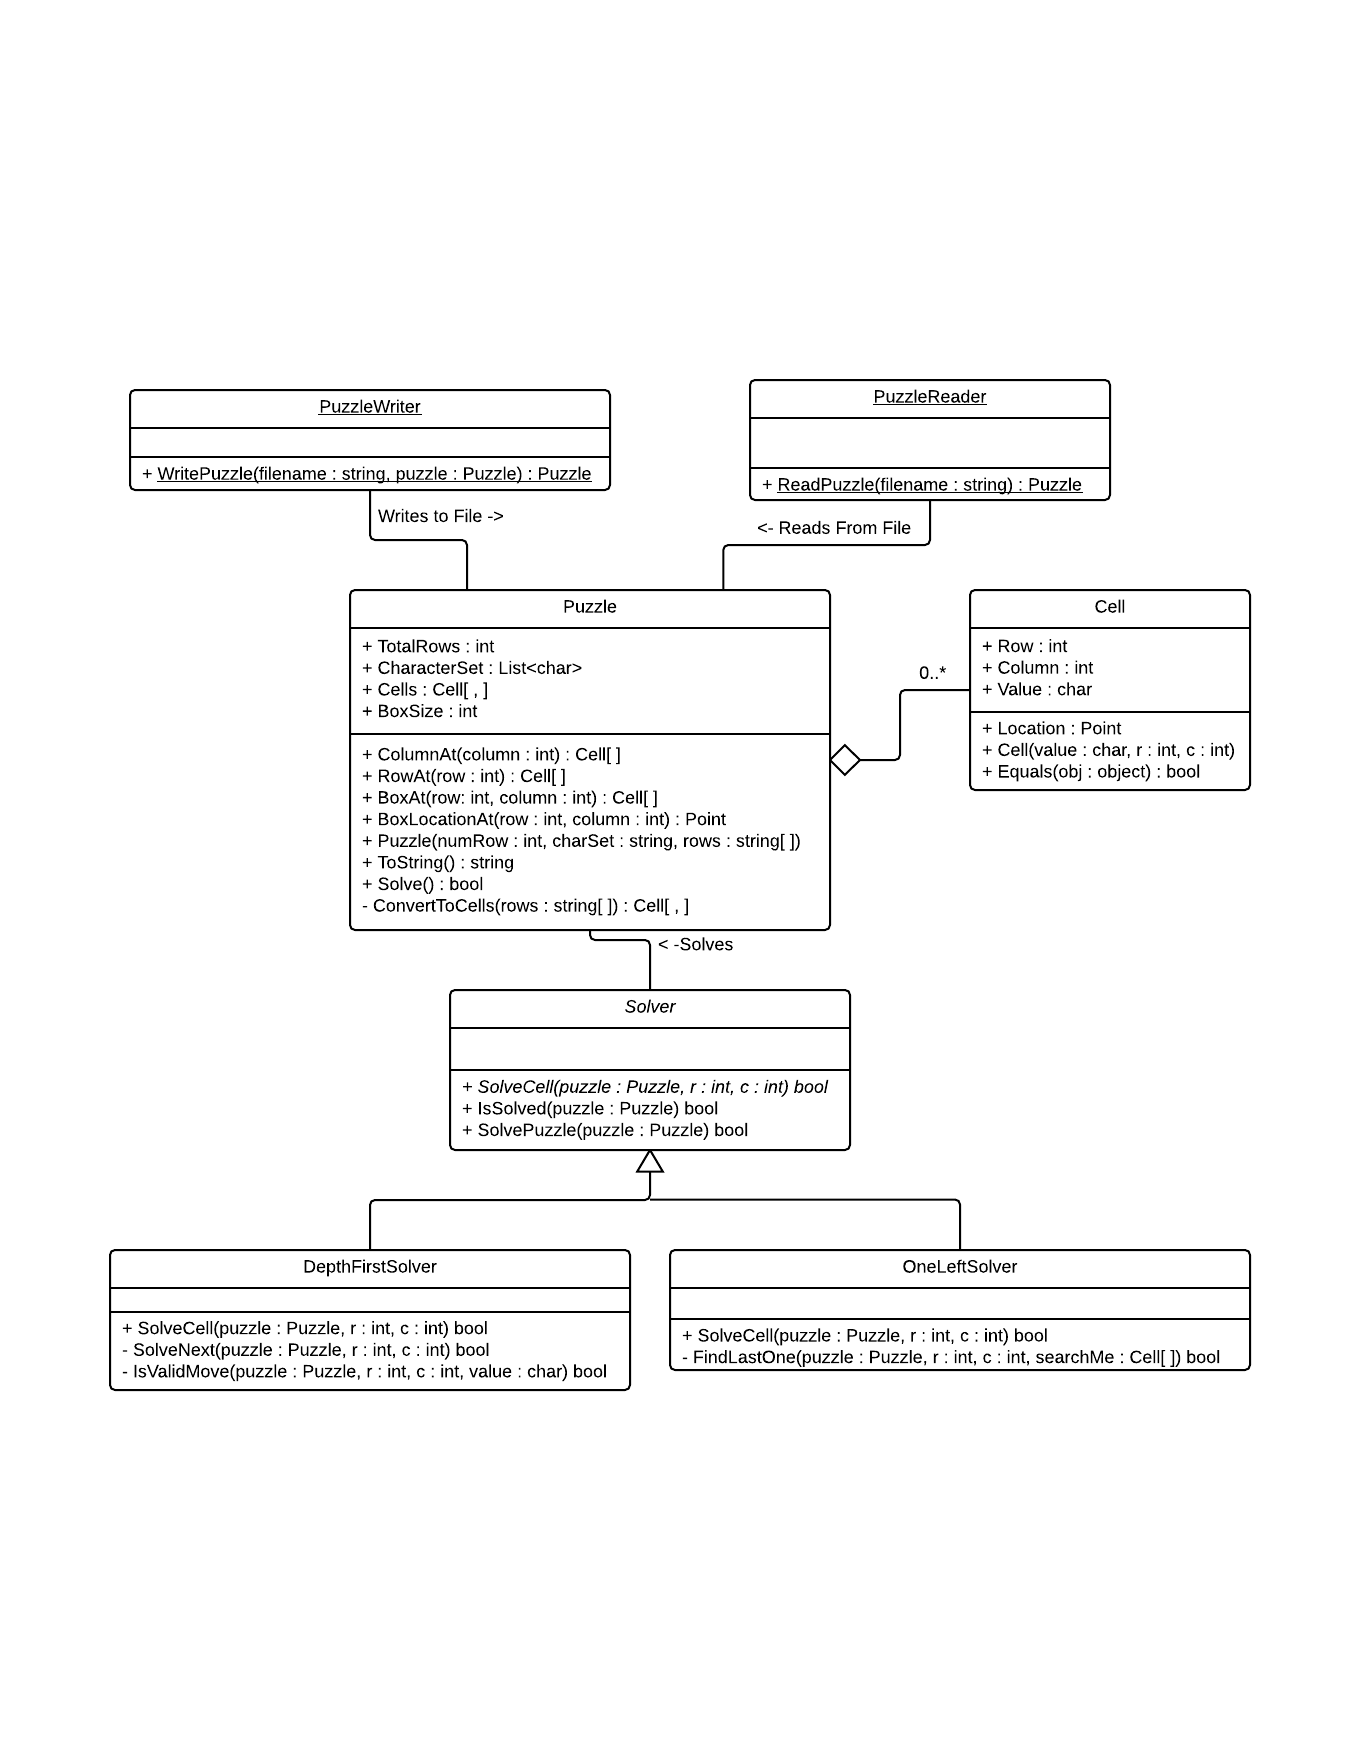 PuzzleWriter
+ WritePuzzle(filename : string, puzzle : Puzzle) : Puzzle
PuzzleReader
+ ReadPuzzle(filename : string) : Puzzle
Writes to File ->
<- Reads From File
Puzzle
+ TotalRows : int
+ CharacterSet : List<char>
+ Cells : Cell[ , ]
+ BoxSize : int
+ ColumnAt(column : int) : Cell[ ]
+ RowAt(row : int) : Cell[ ]
+ BoxAt(row: int, column : int) : Cell[ ]
+ BoxLocationAt(row : int, column : int) : Point
+ Puzzle(numRow : int, charSet : string, rows : string[ ])
+ ToString() : string
+ Solve() : bool
- ConvertToCells(rows : string[ ]) : Cell[ , ]
0..*
Cell
+ Row : int
+ Column : int
+ Value : char
+ Location : Point
+ Cell(value : char, r : int, c : int)
+ Equals(obj : object) : bool
< -Solves
Solver
+ SolveCell(puzzle : Puzzle, r : int, c : int) bool
+ IsSolved(puzzle : Puzzle) bool
+ SolvePuzzle(puzzle : Puzzle) bool
DepthFirstSolver
+ SolveCell(puzzle : Puzzle, r : int, c : int) bool
- SolveNext(puzzle : Puzzle, r : int, c : int) bool
- IsValidMove(puzzle : Puzzle, r : int, c : int, value : char) bool
OneLeftSolver
+ SolveCell(puzzle : Puzzle, r : int, c : int) bool
- FindLastOne(puzzle : Puzzle, r : int, c : int, searchMe : Cell[ ]) bool